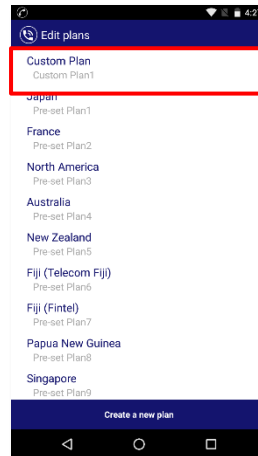 4:2
Edit plans
Custom Plan
Custom Plan1
Japan
Pre-set Plan1
France
Pre-set Plan2
North America
Pre-set Plan3
Australia
Pre-set Plan4
New Zealand
Pre-set Plan5
Fiji (Telecom Fiji)
Pre-set Plan6
Fiji (Fintel)
Pre-set Plan7
Papua New Guinea
Pre-set Plan8
Singapore
Pre-set Plan9
Create a new plan